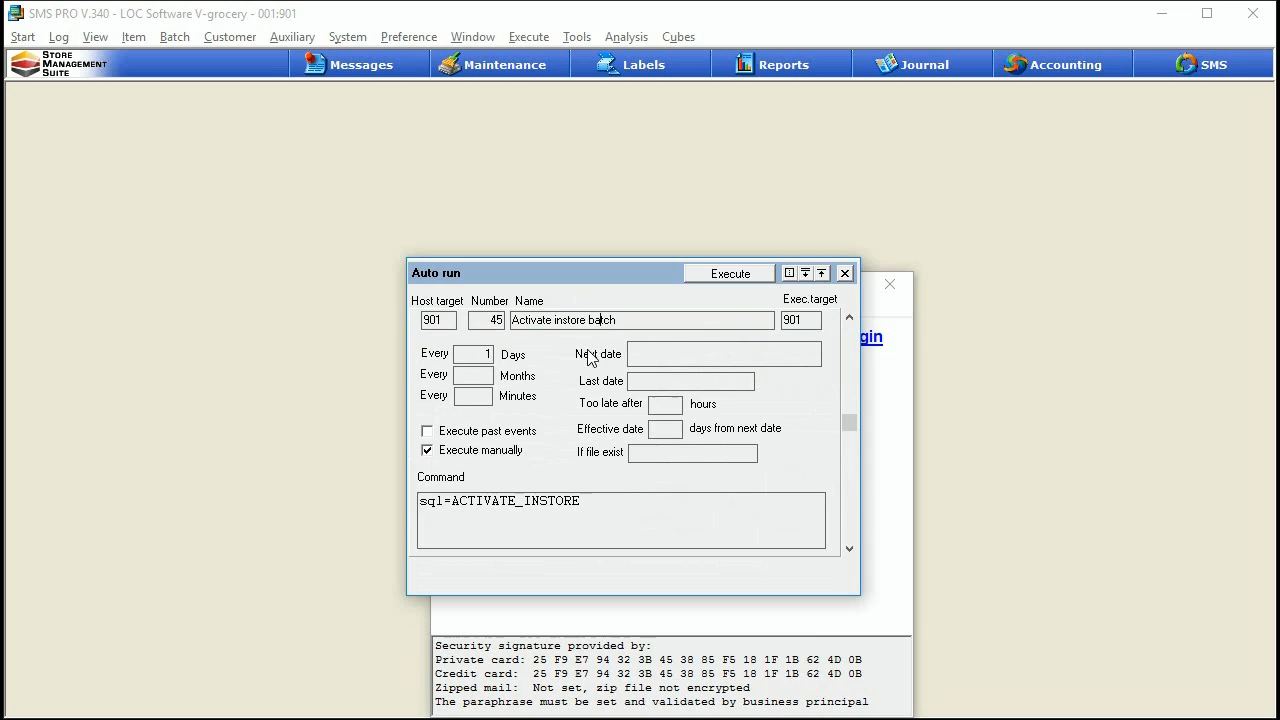 SMS PRO V.340 - LOC Software V-grocery - 001:901
Start Log View Item Batch Customer Auxiliary System Preference Window Execute Tools Analysis Cubes
STORE
MANAGEMENT
SUITE
Messages Maintenance Labels Reports Journal Accounting SMS
Auto run Execute
Host target Number Name Exec.target
901 45 Activate instore batch 901
Every 1 Days Next date
Every Months Last date
Every Minutes Too late after hours
Effective date days from next date
Execute past events
Execute manually If file exist
Command
sql=ACTIVATE_INSTORE
gin
Security signature provided by:
Private card: 25 F9 E7 94 32 3B 45 38 85 F5 18 1F 1B 62 4D 0B
Credit card: 25 F9 E7 94 32 3B 45 38 85 F5 18 1F 1B 62 4D 0B
Zipped mail: Not set, zip file not encrypted
The paraphrase must be set and validated by business principal